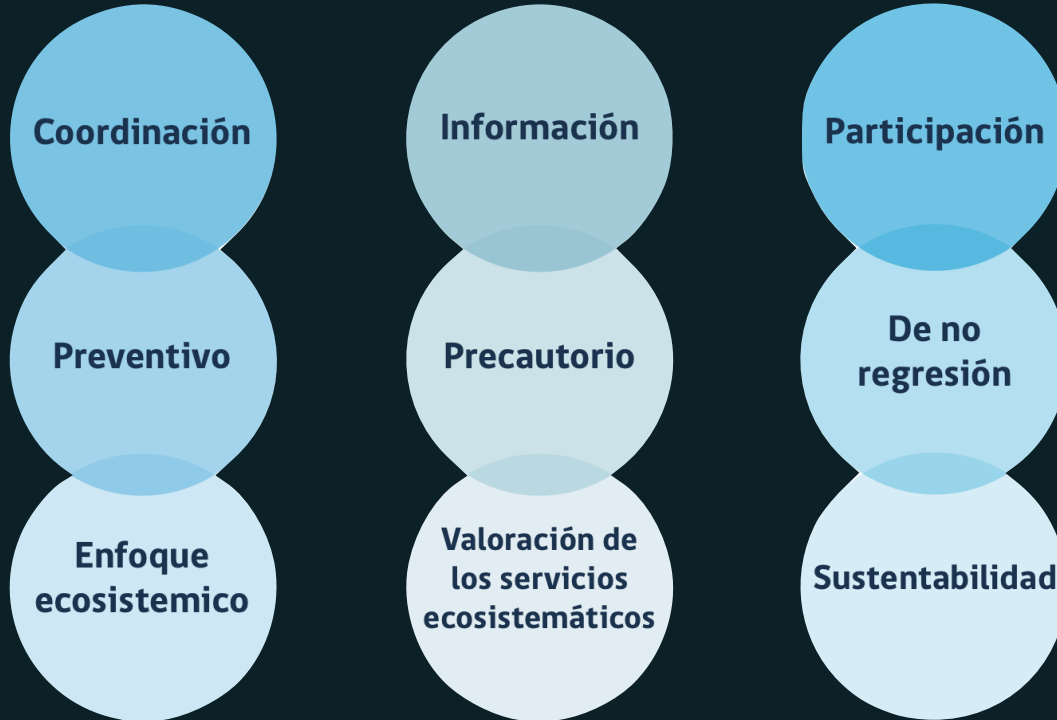 Coordinación
Información
Participación
Preventivo
Precautorio
De no
regresión
Enfoque
ecosistemico
Valoración de
los servicios
ecosistemáticos
Sustentabilidad